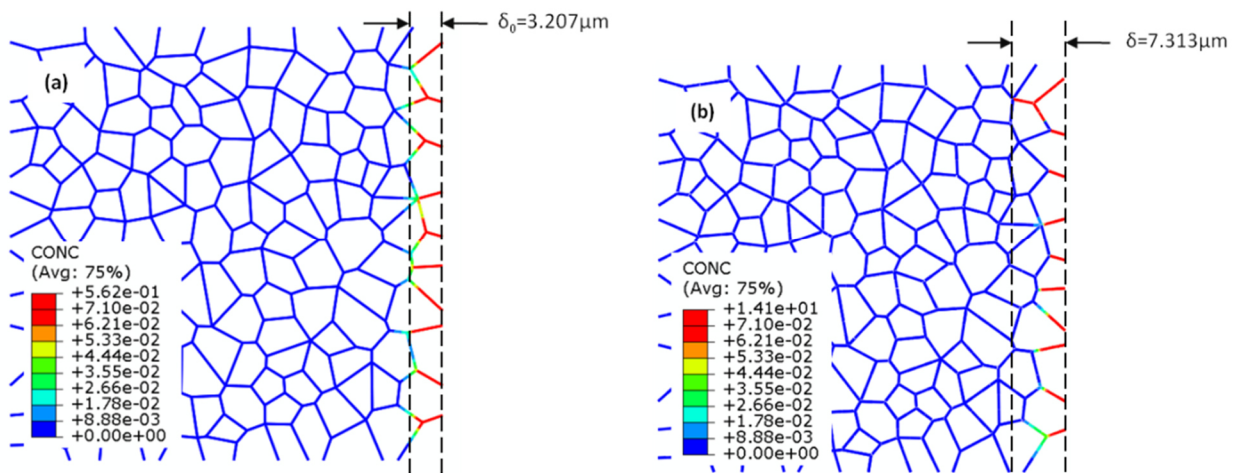 δ₀=3.207μm
(a)
CONC
(Avg: 75%)
+5.62e-01
+7.10e-02
+6.21e-02
+5.33e-02
+4.44e-02
+3.55e-02
+2.66e-02
+1.78e-02
+8.88e-03
+0.00e+00
δ=7.313μm
(b)
CONC
(Avg: 75%)
+1.41e+01
+7.10e-02
+6.21e-02
+5.33e-02
+4.44e-02
+3.55e-02
+2.66e-02
+1.78e-02
+8.88e-03
+0.00e+00